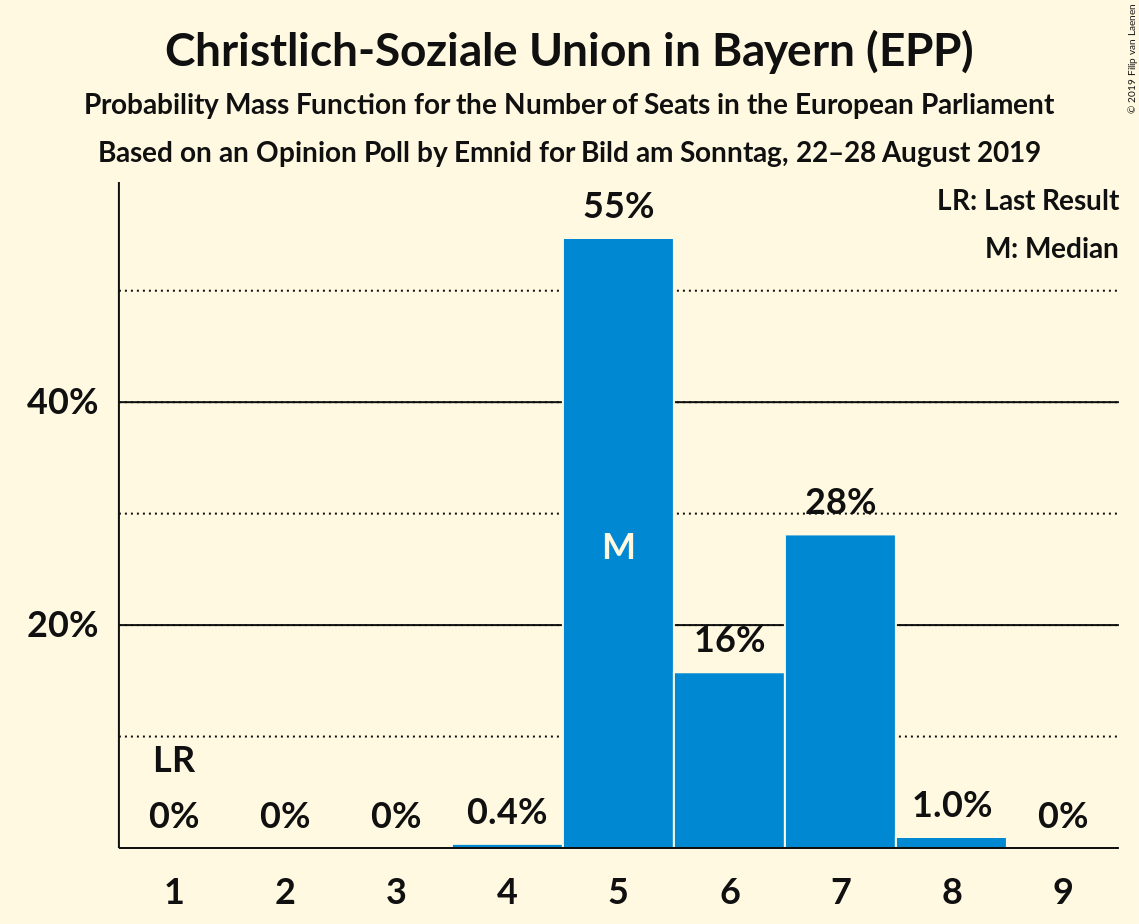 Christlich-Soziale Union in Bayern (EPP)
Probability Mass Function for the Number of Seats in the European Parliament
Based on an Opinion Poll by Emnid for Bild am Sonntag, 22–28 August 2019
© 2019 Filip van Laenen
LR: Last Result
M: Median
55%
40%
28%
M
20%
16%
LR
0% 0% 0% 0.4% 1.0% 0%
1 2 3 4 5 6 7 8 9